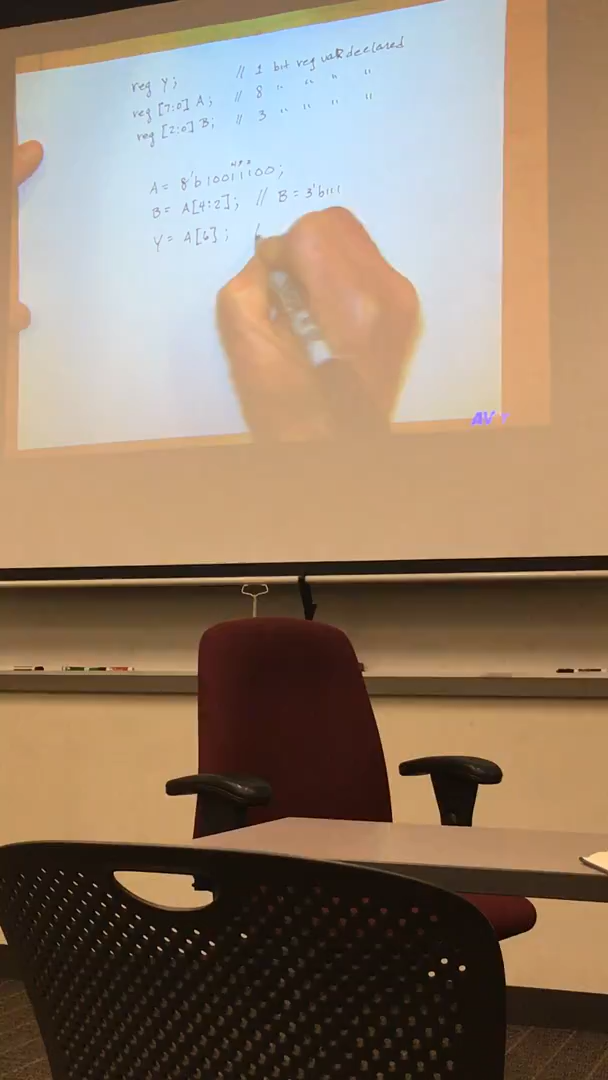 reg Y; // 1 bit reg var declared
reg [7:0] A; // 8 " " " "
reg [2:0] B; // 3 " " " "
A = 8'b10011100;
B = A[4:2]; // B = 3'b111
Y = A[6]; /